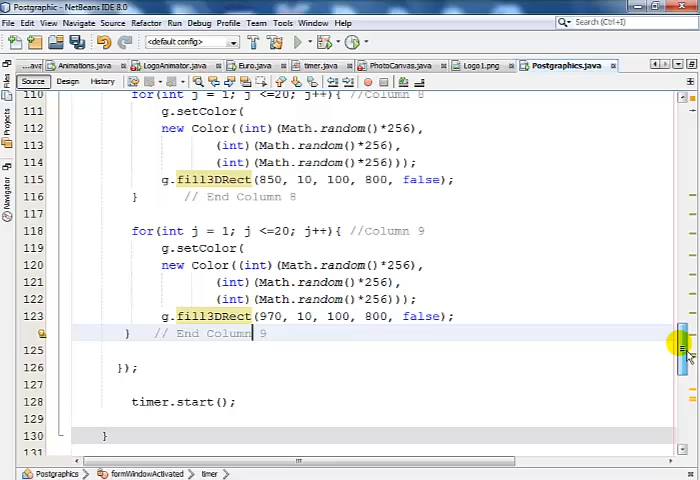 Postgraphic - NetBeans IDE 8.0
File Edit View Navigate Source Refactor Run Debug Profile Team Tools Window Help
Search (Ctrl+I)
<default config>
...ava Animations.java LogoAnimator.java Euro.java timer.java PhotoCanvas.java Logo1.png Postgraphics.java
Source Design History
Files
Projects
Navigator
110 for(int j = 1; j <=20; j++){ //Column 8
111 g.setColor(
112 new Color((int)(Math.random()*256),
113 (int)(Math.random()*256),
114 (int)(Math.random()*256)));
115 g.fill3DRect(850, 10, 100, 800, false);
116 } // End Column 8
117
118 for(int j = 1; j <=20; j++){ //Column 9
119 g.setColor(
120 new Color((int)(Math.random()*256),
121 (int)(Math.random()*256),
122 (int)(Math.random()*256)));
123 g.fill3DRect(970, 10, 100, 800, false);
} // End Column 9
125
126 });
127
128 timer.start();
129
130 }
131
Postgraphics formWindowActivated timer